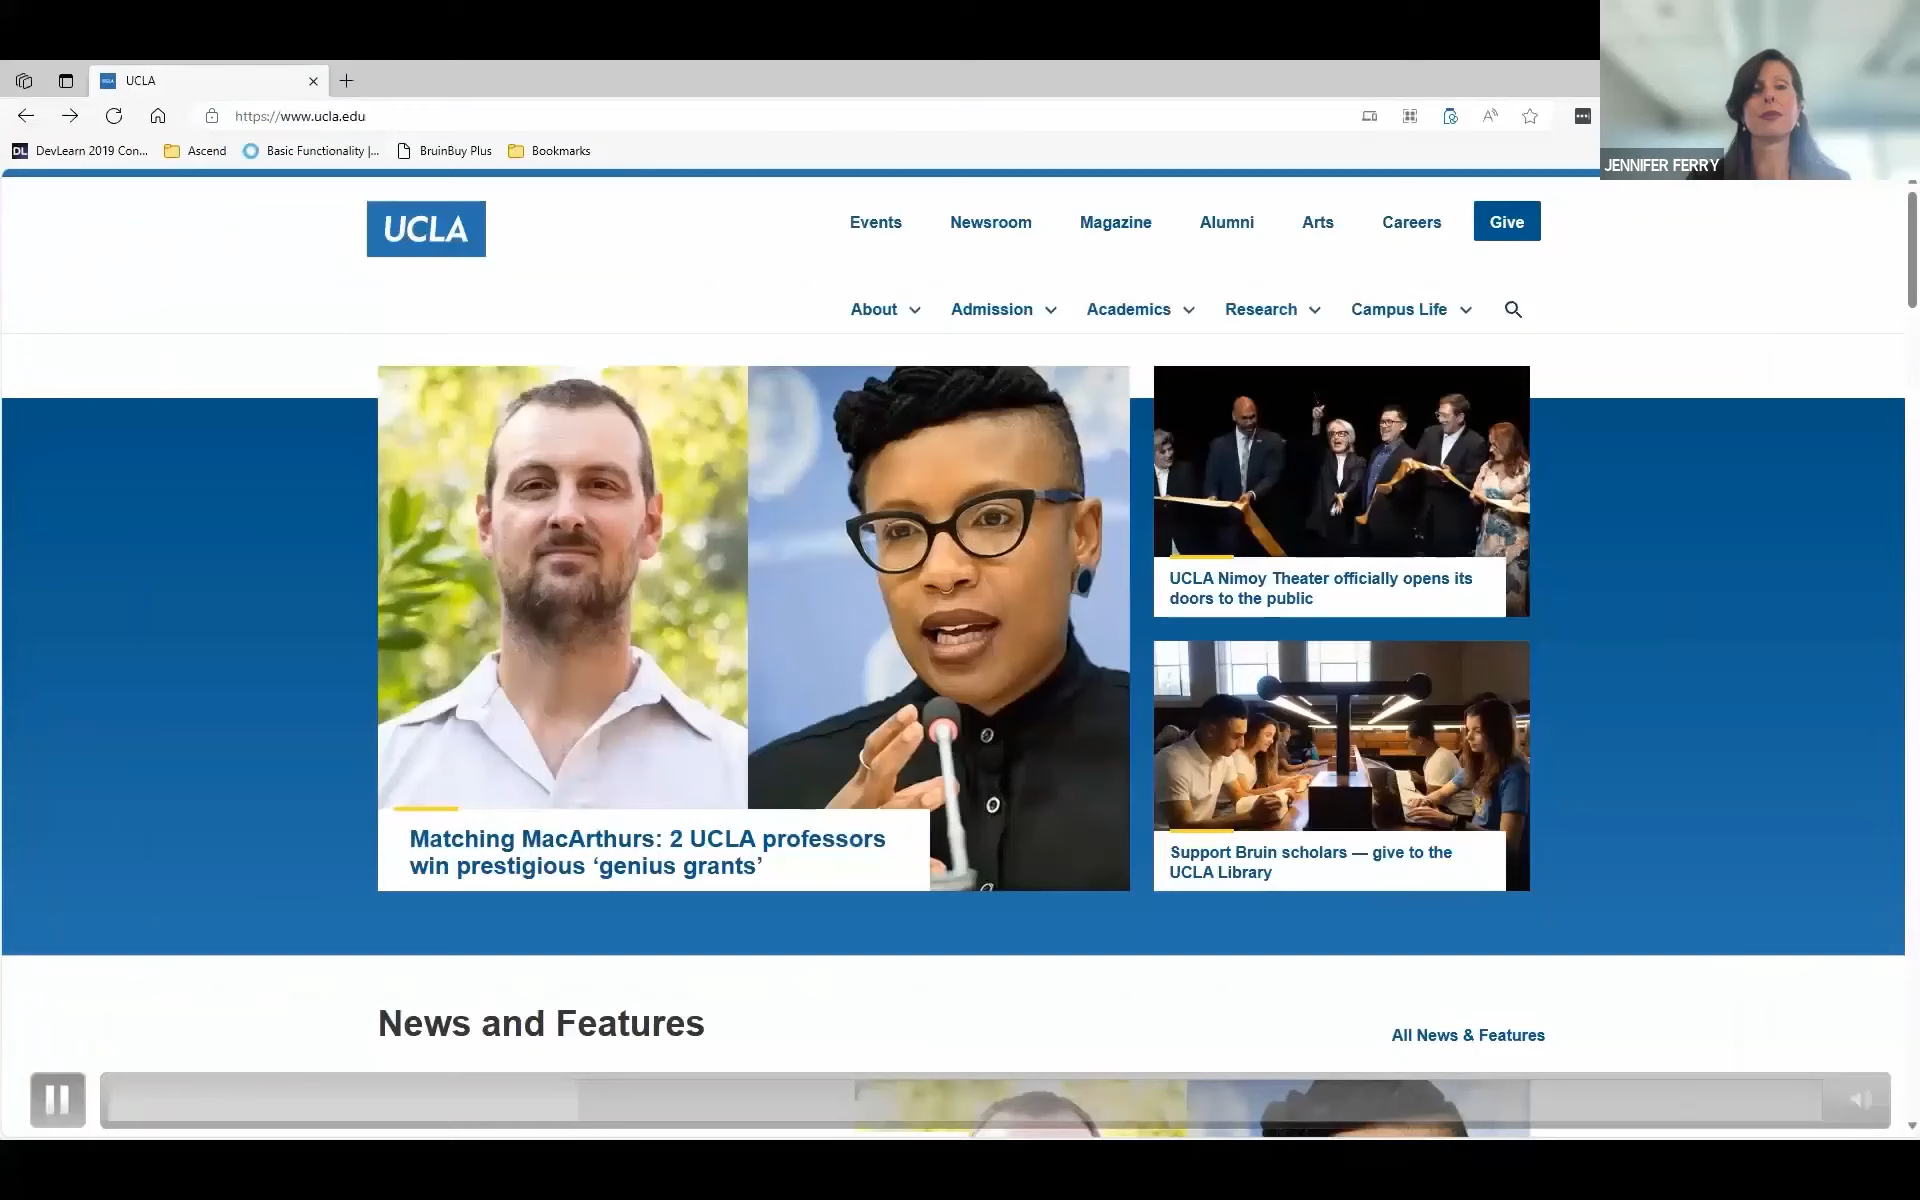 UCLA
https://www.ucla.edu
DevLearn 2019 Con...
Ascend
Basic Functionality |...
BruinBuy Plus
Bookmarks
JENNIFER FERRY
UCLA
Events
Newsroom
Magazine
Alumni
Arts
Careers
Give
About
Admission
Academics
Research
Campus Life
UCLA Nimoy Theater officially opens its
doors to the public
Matching MacArthurs: 2 UCLA professors
win prestigious ‘genius grants’
Support Bruin scholars — give to the
UCLA Library
News and Features
All News & Features